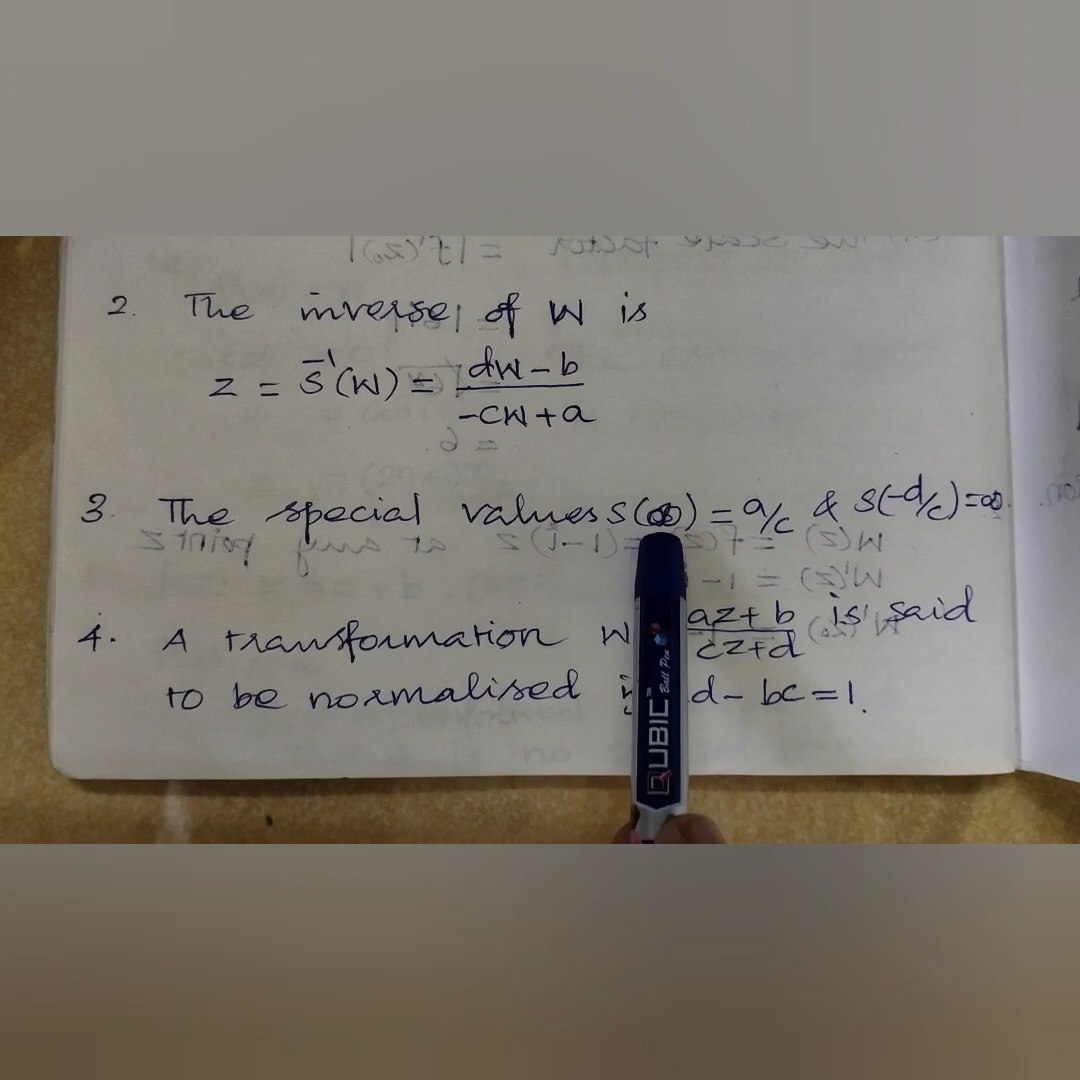 2. The inverse of W is
z = S⁻¹(W) = dW - b / -cW + a
3. The special values S(∞) = a/c & S(-d/c) = ∞.
4. A transformation W az + b / cz + d is said
to be normalised d - bc = 1.
CUBIC™ Ball Pen